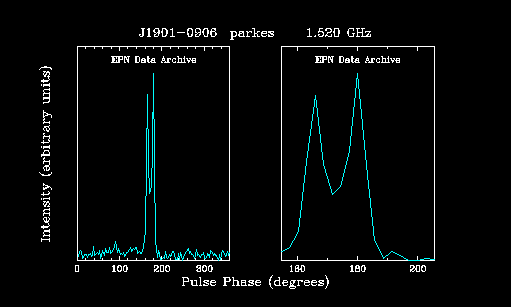 J1901-0906 parkes 1.520 GHz
EPN Data Archive
EPN Data Archive
Intensity (arbitrary units)
0 100 200 300
160 180 200
Pulse Phase (degrees)